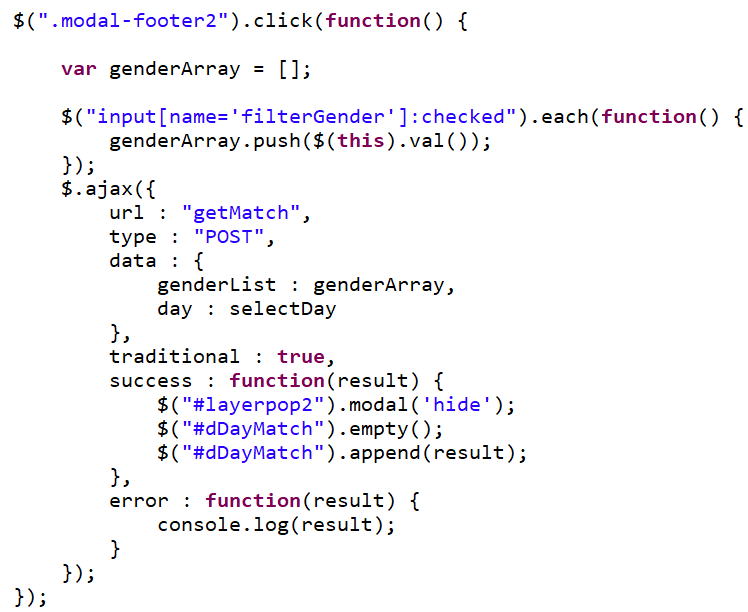 $(".modal-footer2").click(function() {

    var genderArray = [];

    $("input[name='filterGender']:checked").each(function() {
        genderArray.push($(this).val());
    });
    $.ajax({
        url : "getMatch",
        type : "POST",
        data : {
            genderList : genderArray,
            day : selectDay
        },
        traditional : true,
        success : function(result) {
            $("#layerpop2").modal('hide');
            $("#dDayMatch").empty();
            $("#dDayMatch").append(result);
        },
        error : function(result) {
            console.log(result);
        }
    });
});